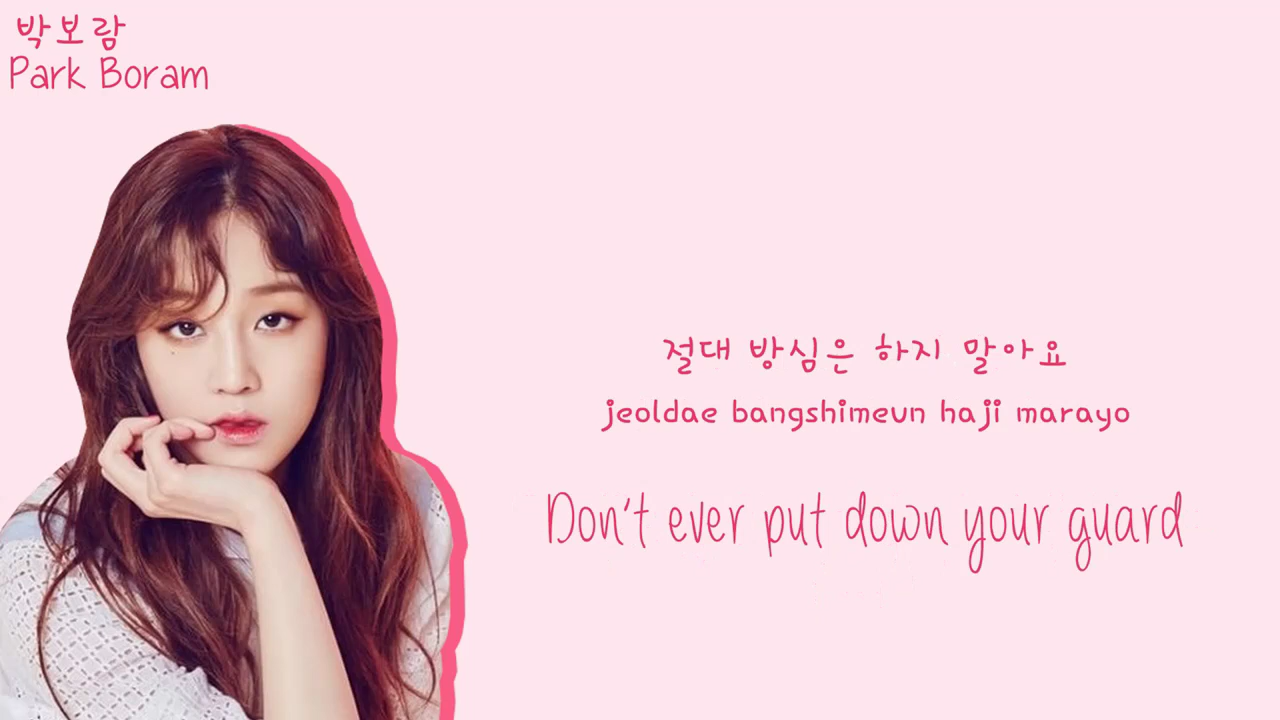 박보람
Park Boram
절대 방심은 하지 말아요
jeoldae bangshimeun haji marayo
Don't ever put down your guard